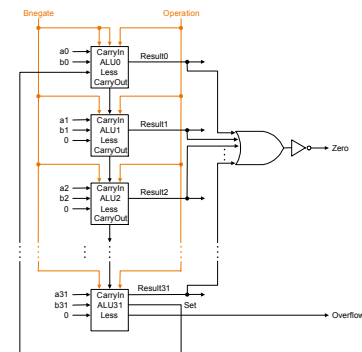 Bnegate Operation
a0 CarryIn Result0
b0 ALU0
Less
CarryOut
a1 CarryIn Result1
b1 ALU1
0 Less
CarryOut
Zero
a2 CarryIn Result2
b2 ALU2
0 Less
CarryOut
a31 CarryIn Result31
b31 ALU31 Set
0 Less Overflow